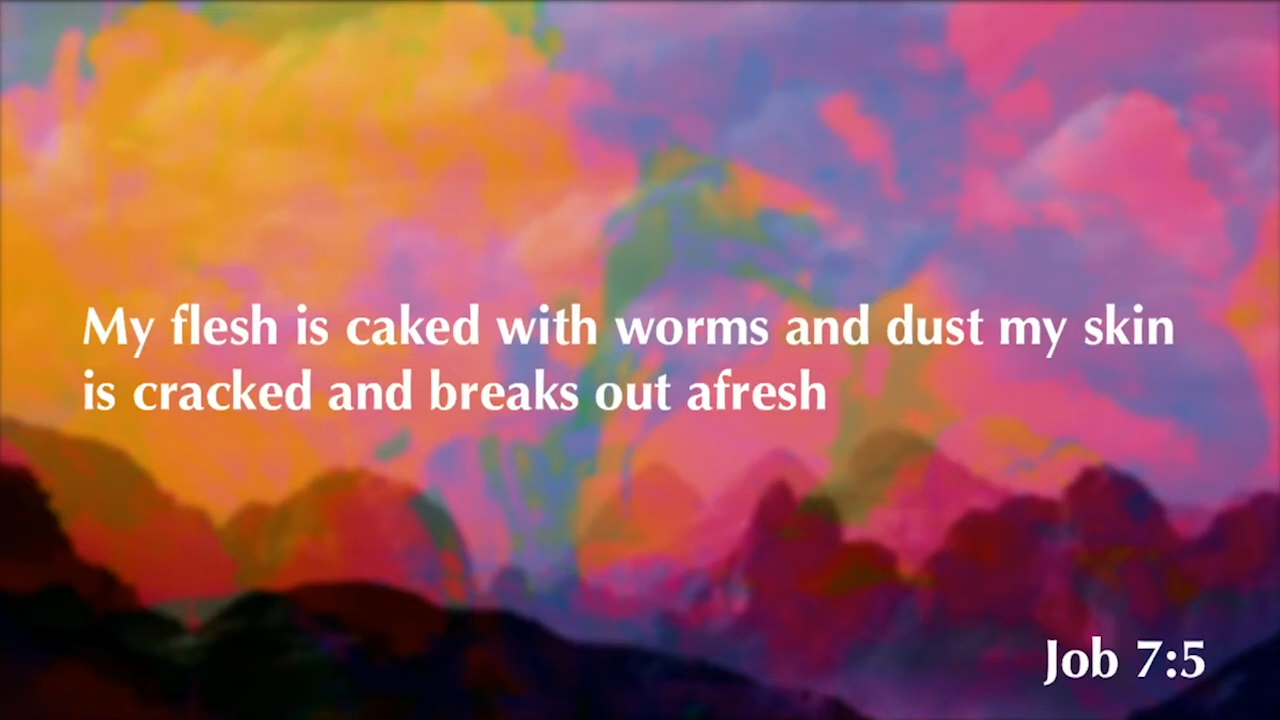 My flesh is caked with worms and dust my skin
is cracked and breaks out afresh
Job 7:5